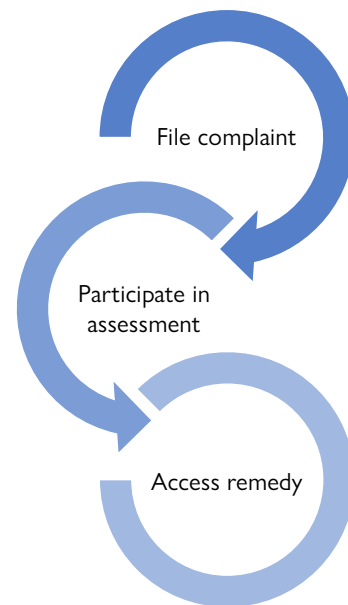 File complaint
Participate in
assessment
Access remedy